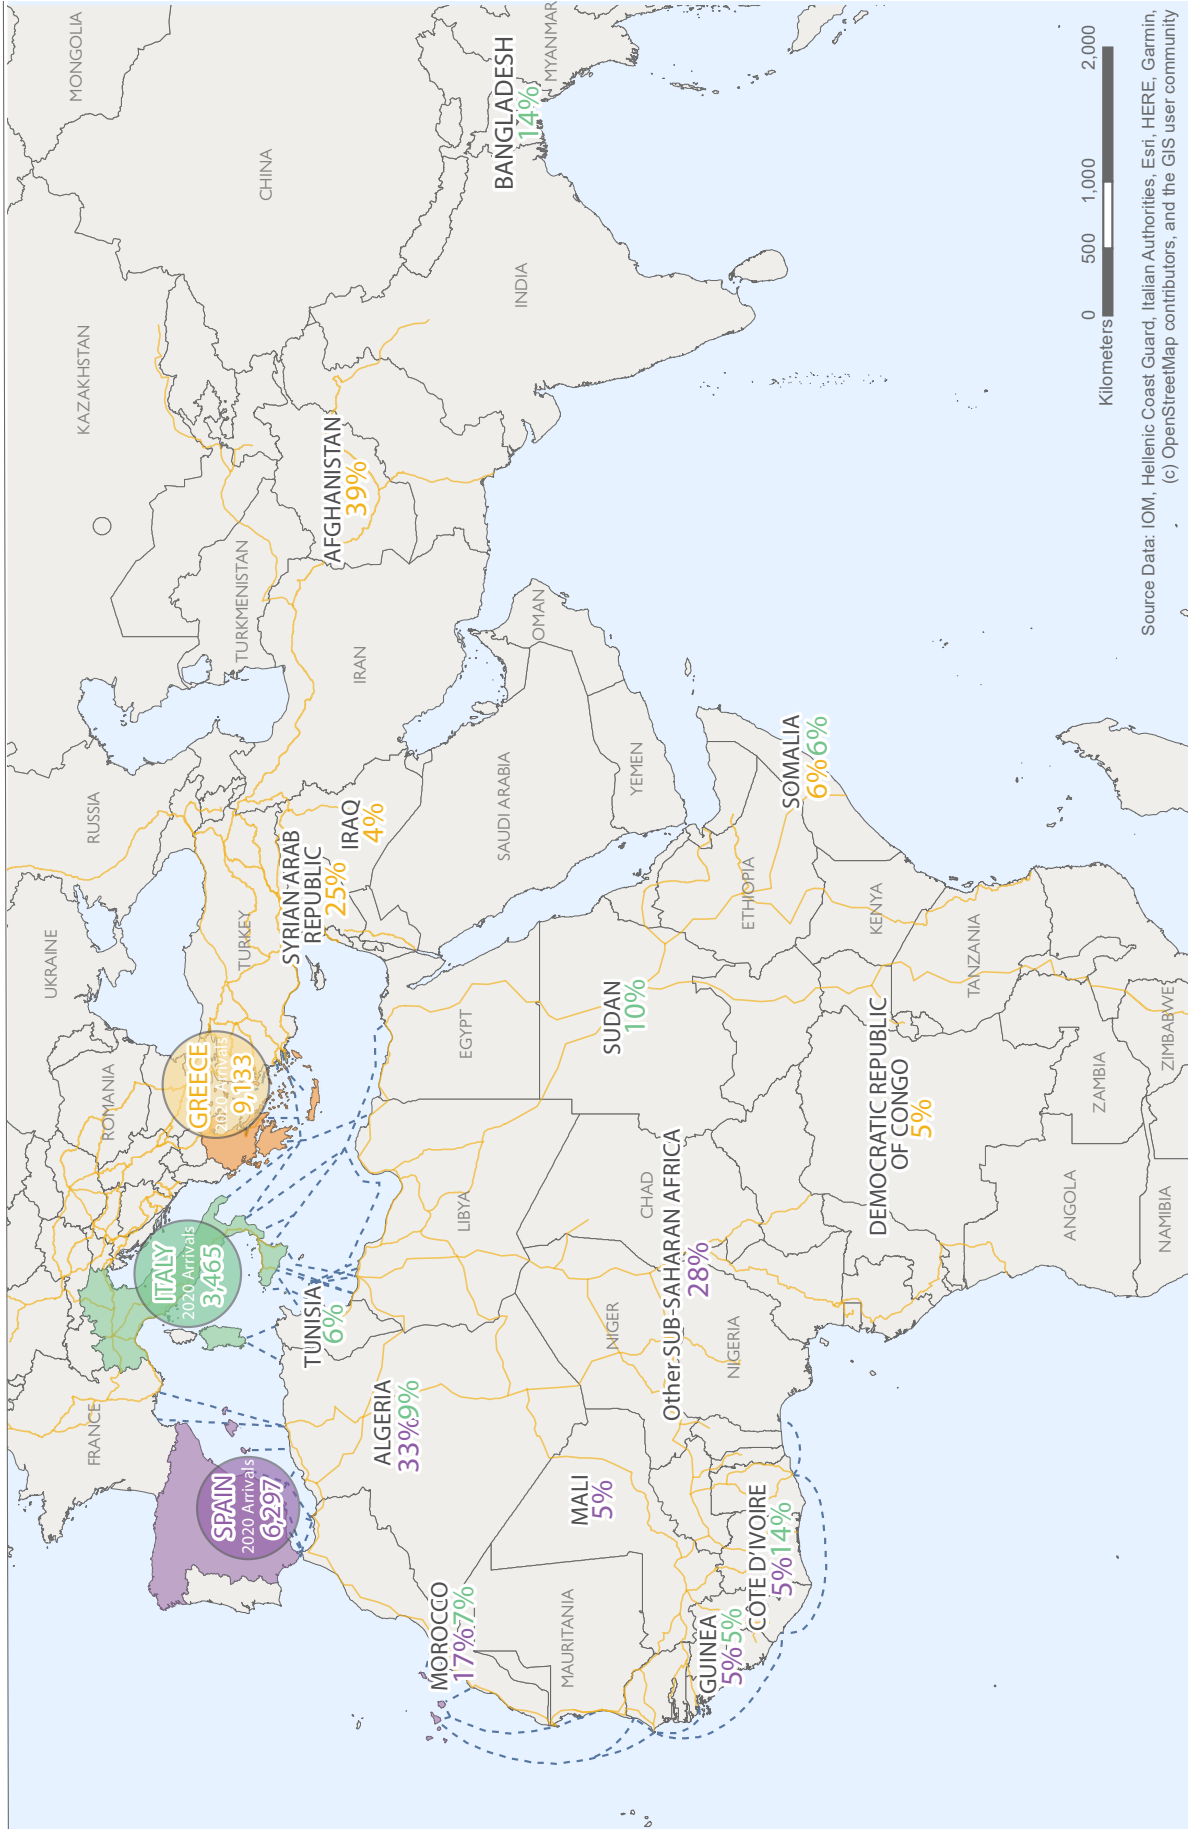 MONGOLIA
KAZAKHSTAN
RUSSIA
UKRAINE
ROMANIA
FRANCE
CHINA
TURKMENISTAN
TURKEY
GREECE
2020 Arrivals
9,133
ITALY
2020 Arrivals
3,465
SPAIN
2020 Arrivals
6,297
AFGHANISTAN
39%
IRAN
IRAQ
4%
SYRIAN ARAB
REPUBLIC
25%
TUNISIA
6%
ALGERIA
33%9%
MOROCCO
17%7%
BANGLADESH
14%
MYANMAR
INDIA
OMAN
SAUDI ARABIA
YEMEN
EGYPT
LIBYA
MALI
5%
MAURITANIA
SUDAN
10%
CHAD
NIGER
Other SUB-SAHARAN AFRICA
28%
NIGERIA
GUINEA
5%5%
CÔTE D'IVOIRE
5%14%
SOMALIA
6%6%
ETHIOPIA
KENYA
DEMOCRATIC REPUBLIC
OF CONGO
5%
TANZANIA
ANGOLA
ZAMBIA
ZIMBABWE
NAMIBIA
0 500 1,000 2,000
Kilometers
Source Data: IOM, Hellenic Coast Guard, Italian Authorities, Esri, HERE, Garmin,
(c) OpenStreetMap contributors, and the GIS user community